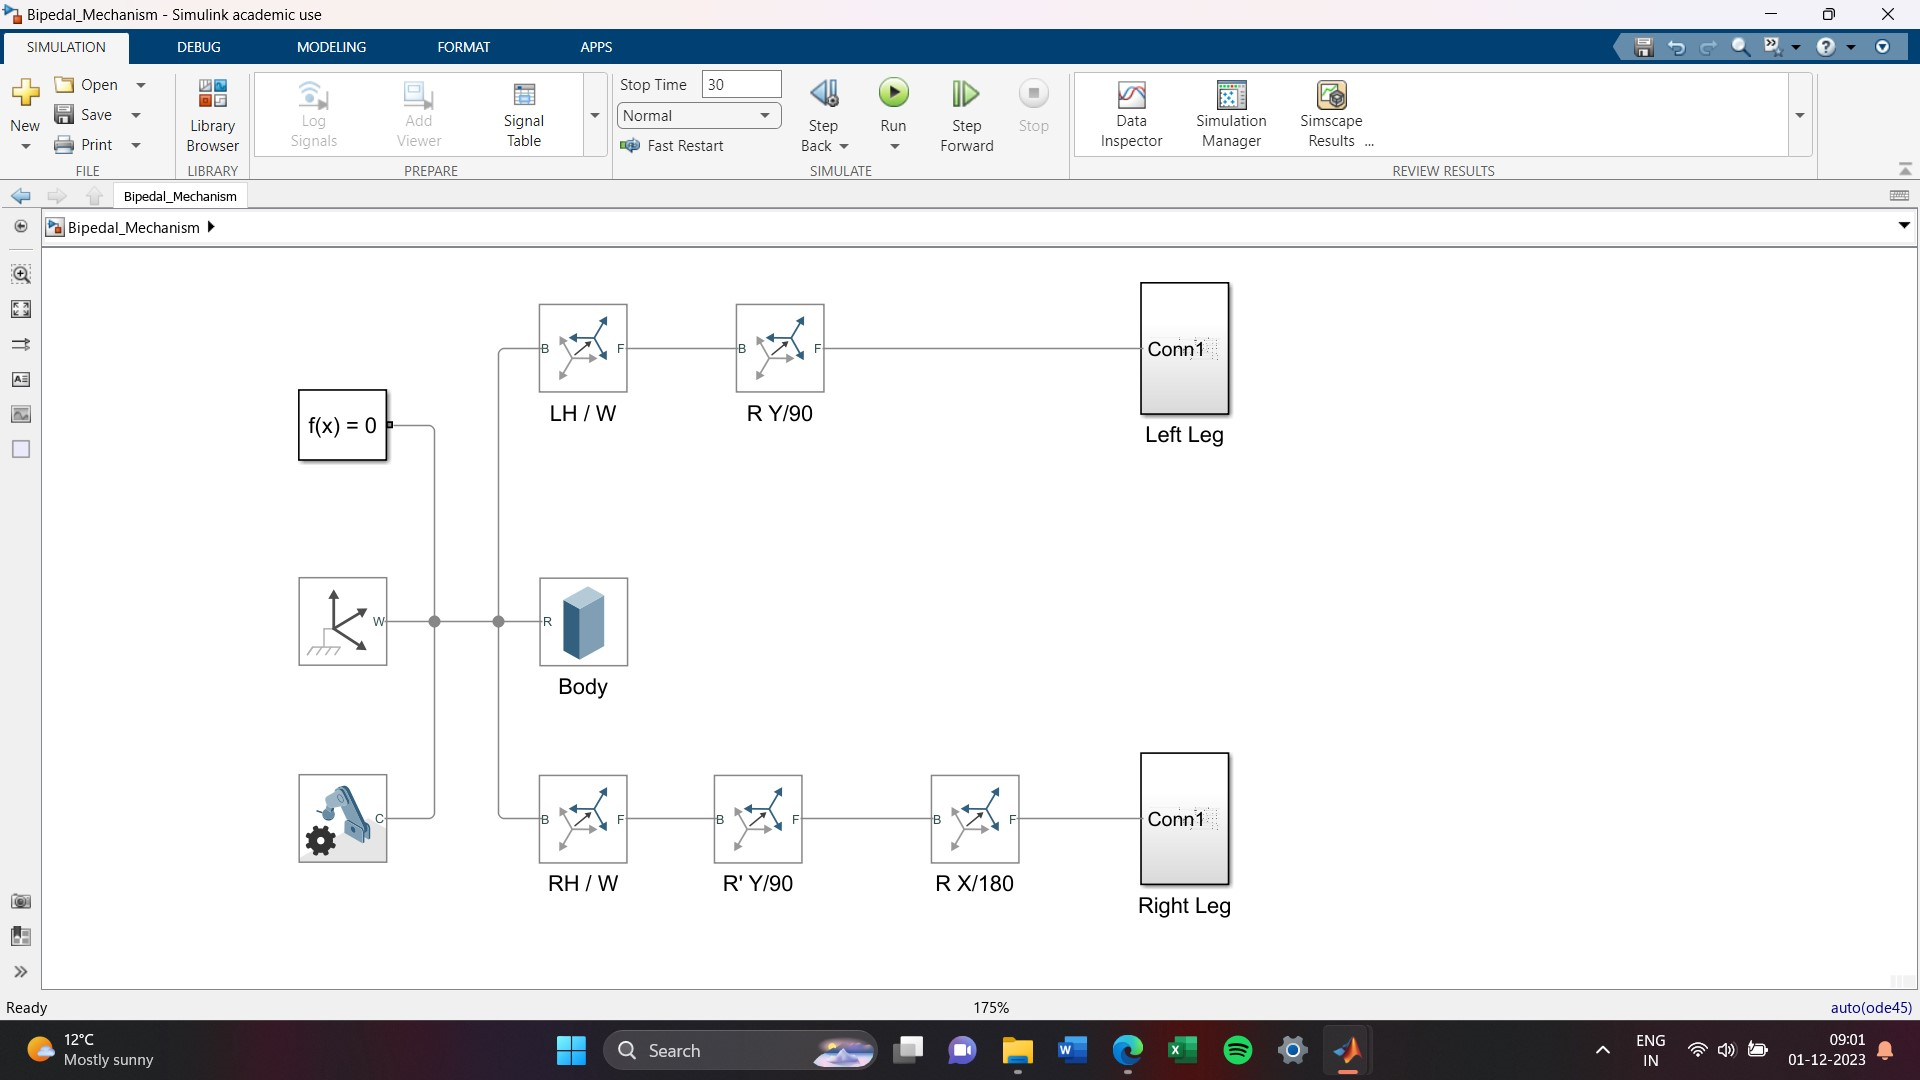 Bipedal_Mechanism - Simulink academic use
SIMULATION DEBUG MODELING FORMAT APPS
New
Open
Save
Print
FILE
Library
Browser
LIBRARY
Log
Signals
Add
Viewer
Signal
Table
PREPARE
Stop Time 30
Normal
Fast Restart
Step
Back
Run
Step
Forward
Stop
SIMULATE
Data
Inspector
Simulation
Manager
Simscape
Results ...
REVIEW RESULTS
Bipedal_Mechanism
Bipedal_Mechanism
B F
LH / W
B F
R Y/90
Conn1
Left Leg
f(x) = 0
W
R
Body
C
B F
RH / W
B F
R' Y/90
B F
R X/180
Conn1
Right Leg
Ready 175% auto(ode45)
12°C
Mostly sunny
Search
ENG
IN
09:01
01-12-2023